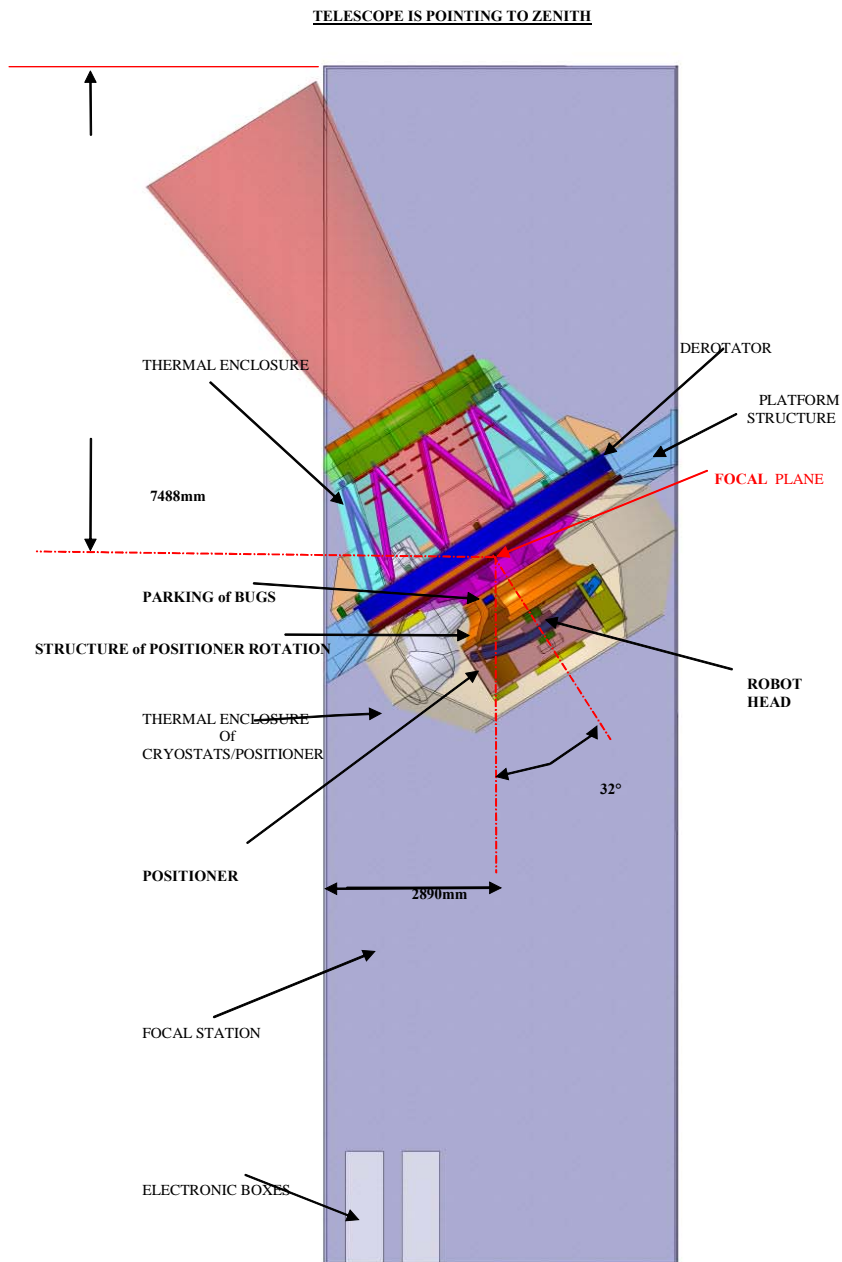 TELESCOPE IS POINTING TO ZENITH
DEROTATOR
THERMAL ENCLOSURE
PLATFORM
STRUCTURE
FOCAL PLANE
7488mm
PARKING of BUGS
STRUCTURE of POSITIONER ROTATION
ROBOT
HEAD
THERMAL ENCLOSURE
Of
CRYOSTATS/POSITIONER
32°
POSITIONER
2890mm
FOCAL STATION
ELECTRONIC BOXES